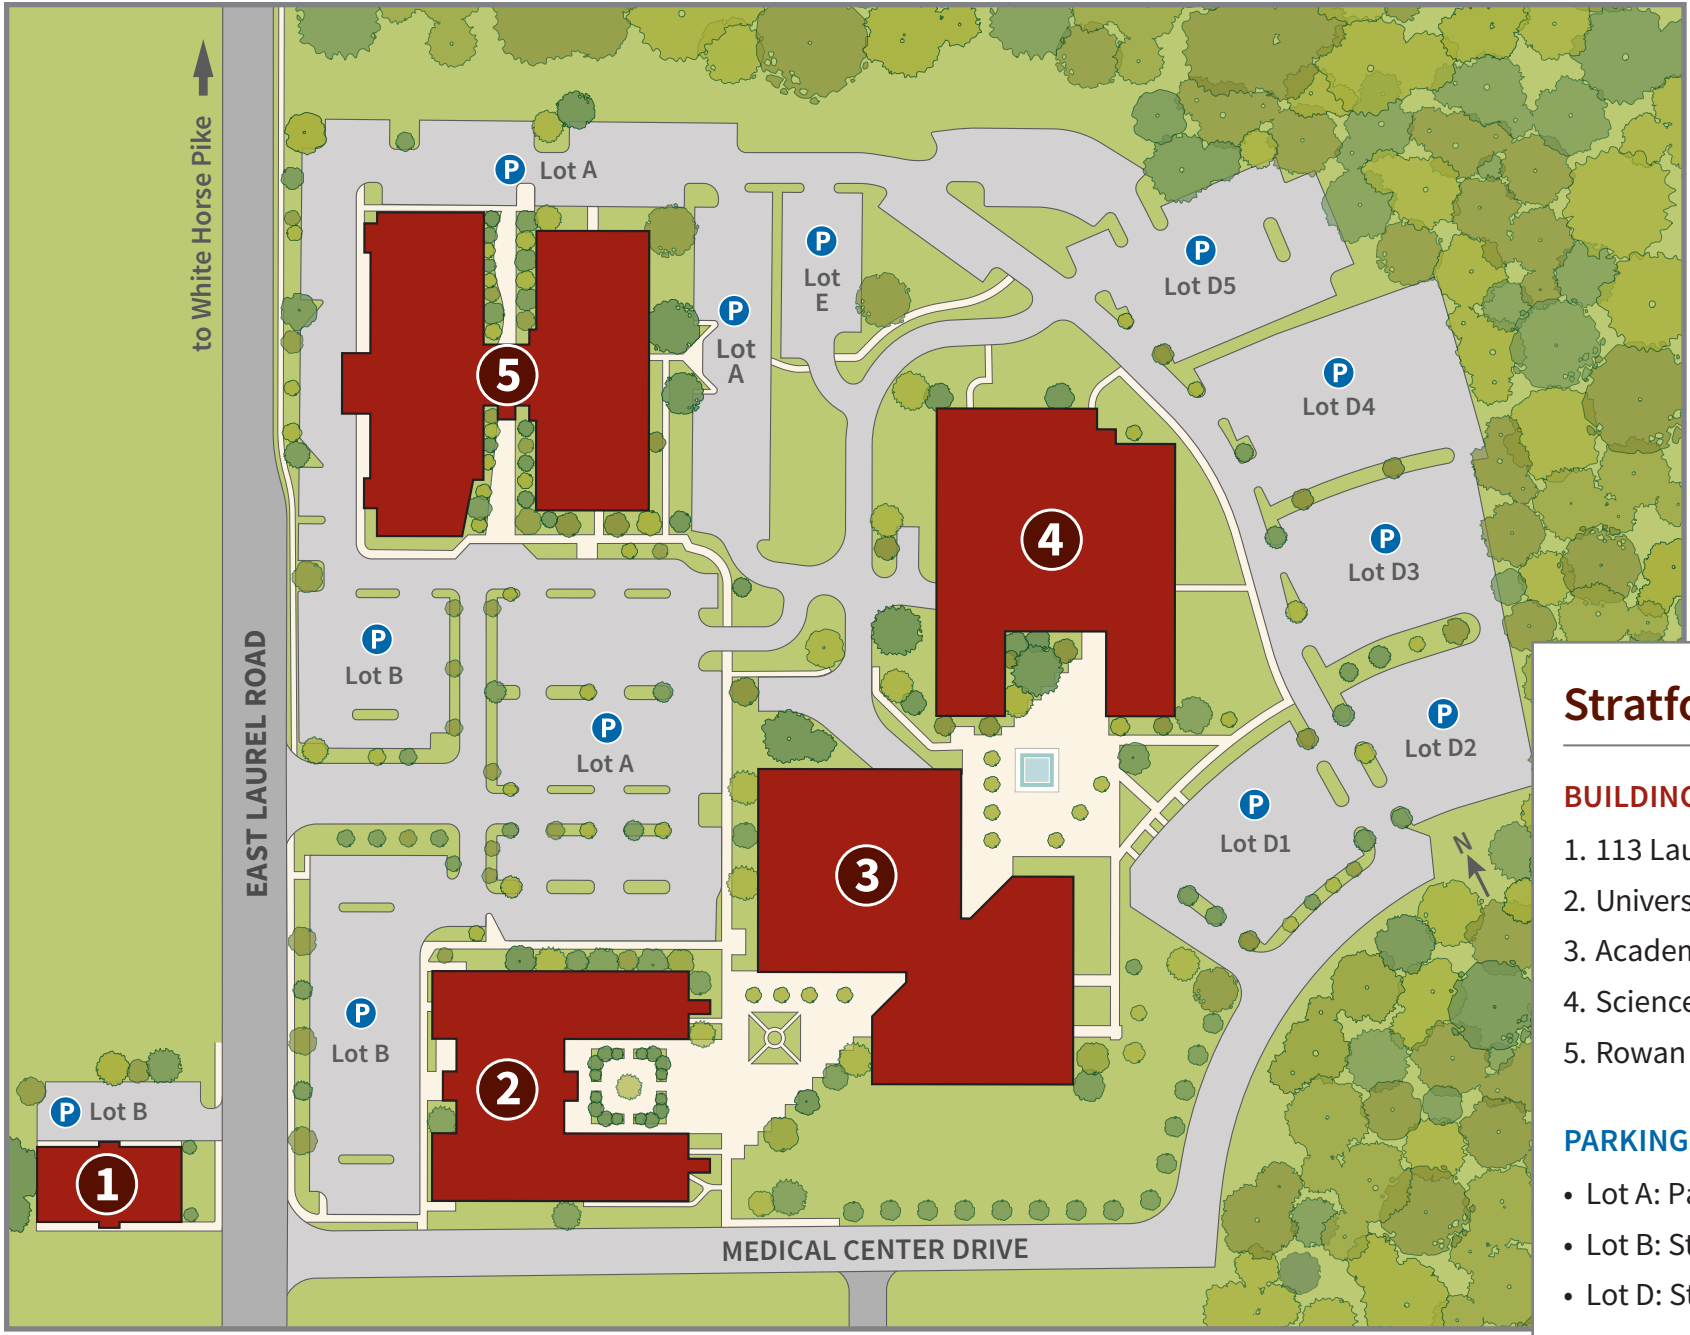 to White Horse Pike
EAST LAUREL ROAD
MEDICAL CENTER DRIVE
P Lot A
P
Lot
E
P
Lot
A
P
Lot D5
P
Lot D4
P
Lot D3
P
Lot D2
P
Lot D1
P
Lot B
P
Lot A
P
Lot B
P Lot B
5
4
3
2
1
N
Stratfo
BUILDING
1. 113 Lau
2. Univers
3. Academ
4. Science
5. Rowan
PARKING
• Lot A: Pa
• Lot B: St
• Lot D: St